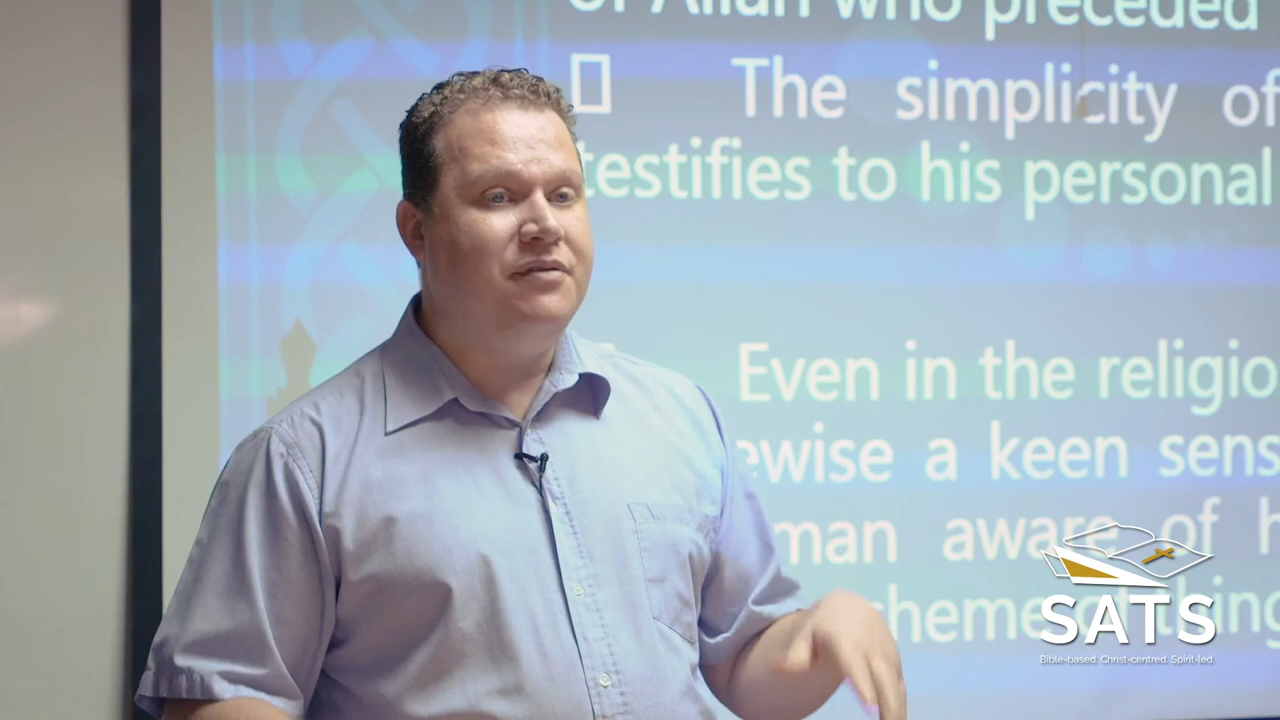 of Allah who preceded
The simplicity of
testifies to his personal
Even in the religio
ewise a keen sens
man aware of h
cheme of thing
SATS
Bible-based. Christ-centred. Spirit-led